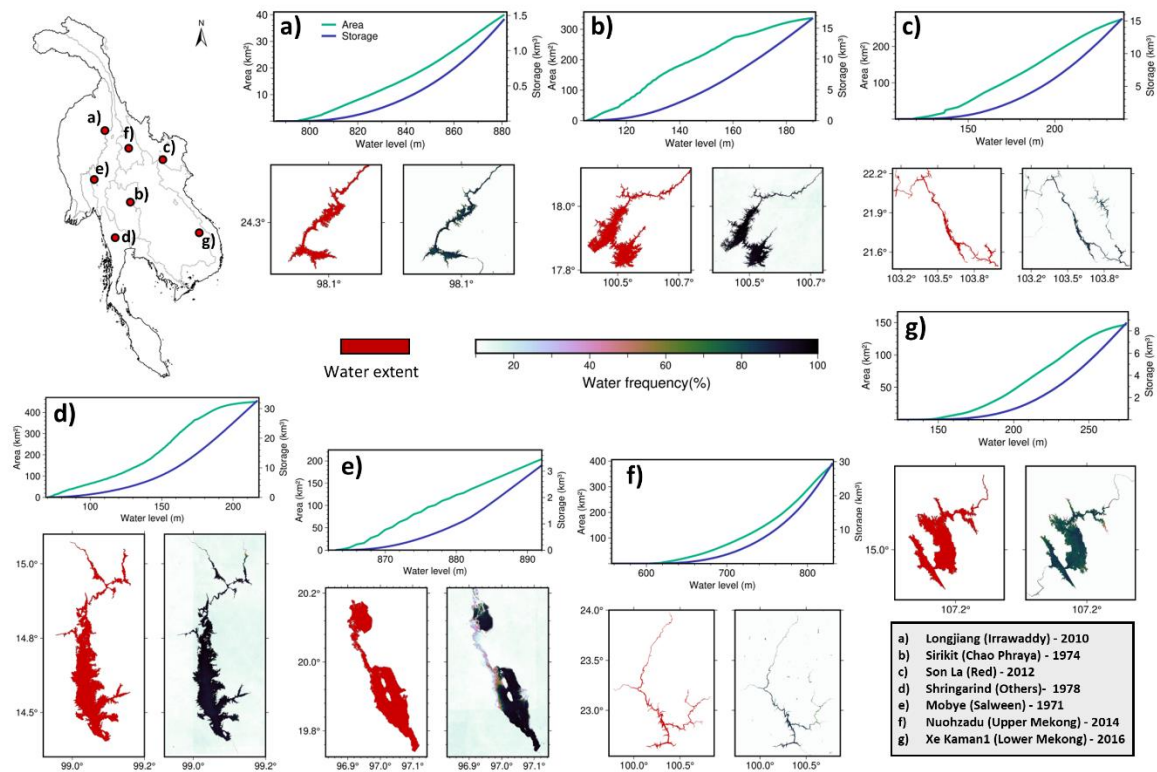 N
a)
f)
c)
e)
b)
d)
g)
a)
Area
Storage
Area (km²)
40
30
20
10
Storage (km³)
1.5
1.0
0.5
800 820 840 860 880
Water level (m)
24.3°
98.1° 98.1°
b)
Area (km²)
300
200
100
0
Storage (km³)
15
10
5
0
120 140 160 180
Water level (m)
18.0°
17.8°
100.5° 100.7° 100.5° 100.7°
c)
Area (km²)
200
100
0
Storage (km³)
15
10
5
0
150 200
Water level (m)
22.2°
21.9°
21.6°
103.2° 103.5° 103.8° 103.2° 103.5° 103.8°
Water extent
20 40 60 80 100
Water frequency(%)
g)
Area (km²)
150
100
50
Storage (km³)
8
6
4
2
150 200 250
Water level (m)
15.0°
107.2° 107.2°
d)
Area (km²)
400
300
200
100
0
Storage (km³)
30
20
10
0
100 150 200
Water level (m)
15.0°
14.8°
14.5°
99.0° 99.2° 99.0° 99.2°
e)
Area (km²)
200
150
100
50
0
Storage (km³)
3
2
1
0
870 880 890
Water level (m)
20.2°
20.0°
19.8°
96.9° 97.0° 97.1° 96.9° 97.0° 97.1°
f)
Area (km²)
400
300
200
100
Storage (km³)
30
20
10
600 700 800
Water level (m)
24.0°
23.5°
23.0°
100.0° 100.5° 100.0° 100.5°
a) Longjiang (Irrawaddy) - 2010
b) Sirikit (Chao Phraya) - 1974
c) Son La (Red) - 2012
d) Shringarind (Others)- 1978
e) Mobye (Salween) - 1971
f) Nuohzadu (Upper Mekong) - 2014
g) Xe Kaman1 (Lower Mekong) - 2016